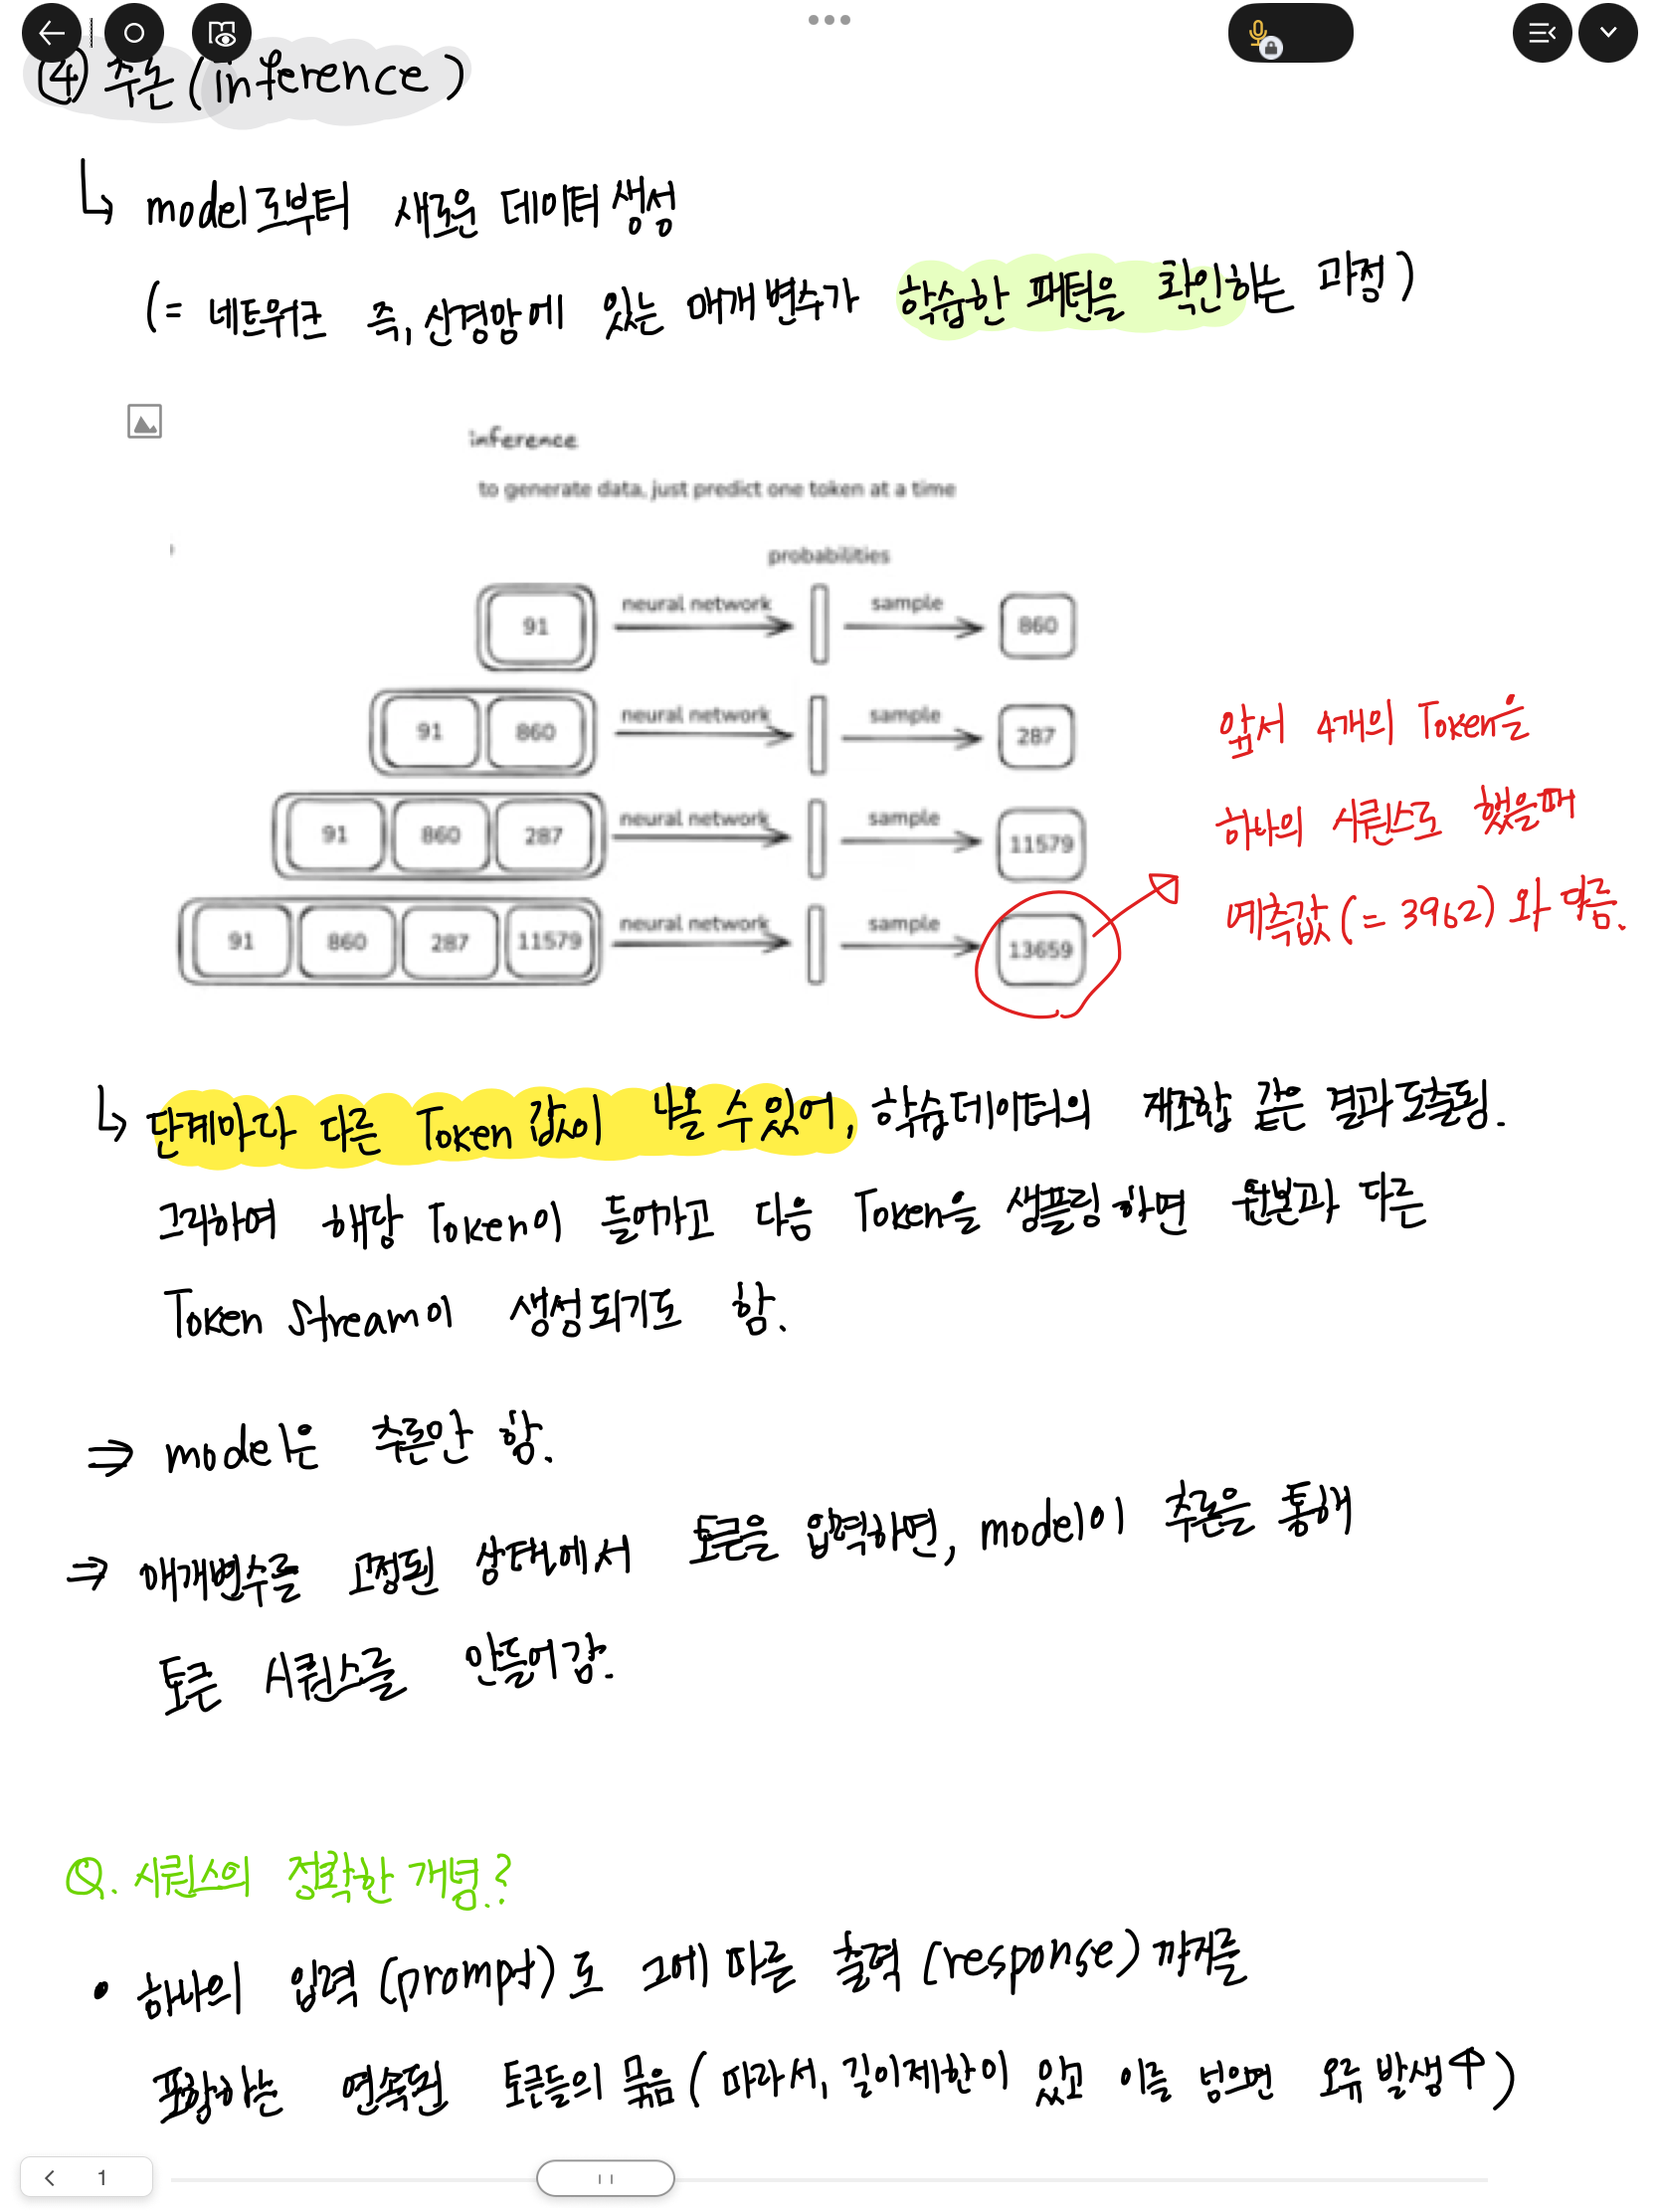 ④ 추론 (inference)
↳ model로부터 새로운 데이터 생성
(= 네트워크 즉, 신경망에 있는 매개변수가 학습한 패턴을 확인하는 과정)
inference
to generate data, just predict one token at a time
probabilities
91 neural network sample 860
91 860 neural network sample 287
91 860 287 neural network sample 11579
91 860 287 11579 neural network sample 13659
앞서 4개의 Token을
하나의 시퀀스로 했을때
예측값(= 3962) 와 다름.
↳ 단계마다 다른 Token 값이 나올 수 있어, 학습데이터의 재조합 같은 결과 도출됨.
그리하여 해당 Token이 들어가고 다음 Token을 샘플링하면 원본과 다른
Token Stream이 생성되기도 함.
⇒ model은 추론만 함.
⇒ 매개변수를 고정된 상태에서 토큰을 입력하면, model이 추론을 통해
토큰 시퀀스를 만들어감.
Q. 시퀀스의 정확한 개념.?
• 하나의 입력 (prompt)로 그에 따른 출력 (response) 까지를
포함하는 연속된 토큰들의 묶음 ( 따라서, 길이제한이 있고 이를 넘으면 오류 발생↑)
1